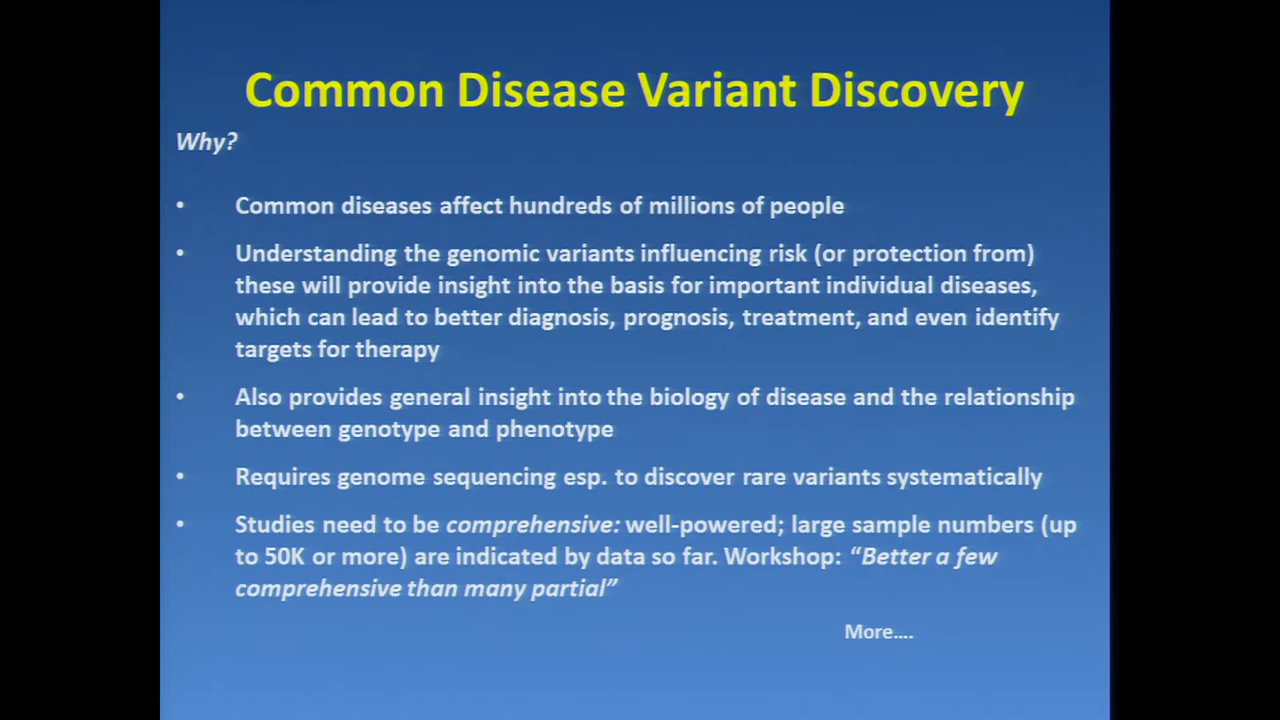 Common Disease Variant Discovery
Why?
• Common diseases affect hundreds of millions of people
• Understanding the genomic variants influencing risk (or protection from)
these will provide insight into the basis for important individual diseases,
which can lead to better diagnosis, prognosis, treatment, and even identify
targets for therapy
• Also provides general insight into the biology of disease and the relationship
between genotype and phenotype
• Requires genome sequencing esp. to discover rare variants systematically
• Studies need to be comprehensive: well-powered; large sample numbers (up
to 50K or more) are indicated by data so far. Workshop: “Better a few
comprehensive than many partial”
More....